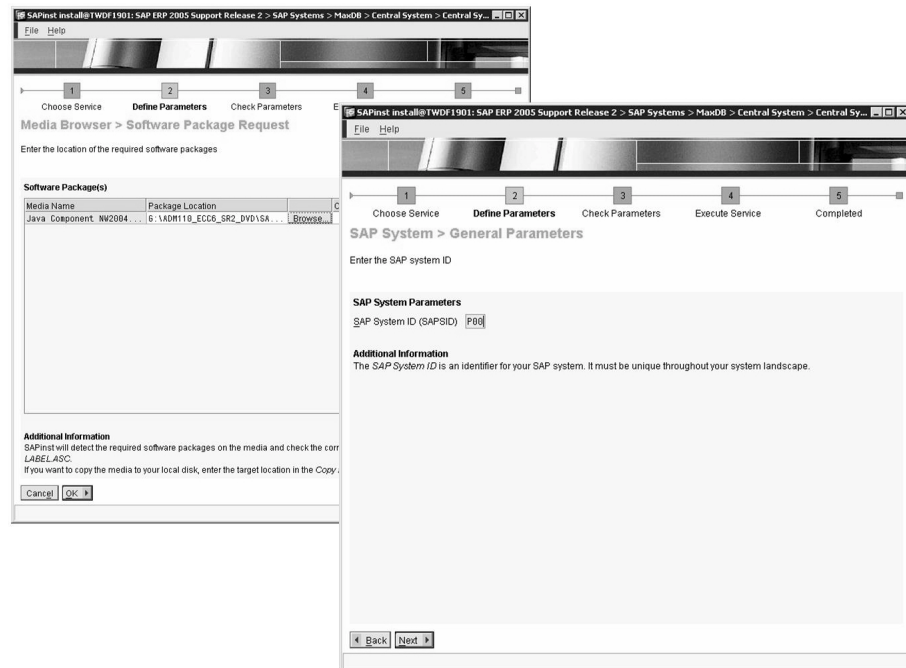 SAPinst install@TWDF1901: SAP ERP 2005 Support Release 2 > SAP Systems > MaxDB > Central System > Central Sy...
File Help
1 2 3 4 5
Choose Service Define Parameters Check Parameters E
Media Browser > Software Package Request
Enter the location of the required software packages
Software Package(s)
Media Name Package Location C
Java Component NW2004... G:\ADM110_ECC6_SR2_DVD\SA... Browse...
Additional Information
SAPinst will detect the required software packages on the media and check the corr
LABEL.ASC.
If you want to copy the media to your local disk, enter the target location in the Copy
Cancel OK
SAPinst install@TWDF1901: SAP ERP 2005 Support Release 2 > SAP Systems > MaxDB > Central System > Central Sy...
File Help
1 2 3 4 5
Choose Service Define Parameters Check Parameters Execute Service Completed
SAP System > General Parameters
Enter the SAP system ID
SAP System Parameters
SAP System ID (SAPSID) P00
Additional Information
The SAP System ID is an identifier for your SAP system. It must be unique throughout your system landscape.
Back Next